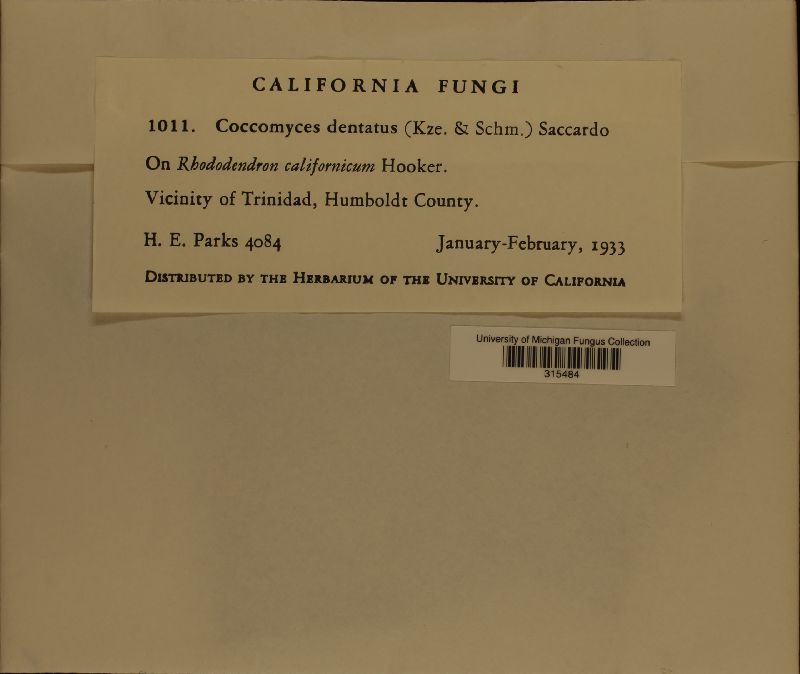 CALIFORNIA FUNGI
1011. Coccomyces dentatus (Kze. & Schm.) Saccardo
On Rhododendron californicum Hooker.
Vicinity of Trinidad, Humboldt County.
H. E. Parks 4084 January-February, 1933
DISTRIBUTED BY THE HERBARIUM OF THE UNIVERSITY OF CALIFORNIA
University of Michigan Fungus Collection
315484